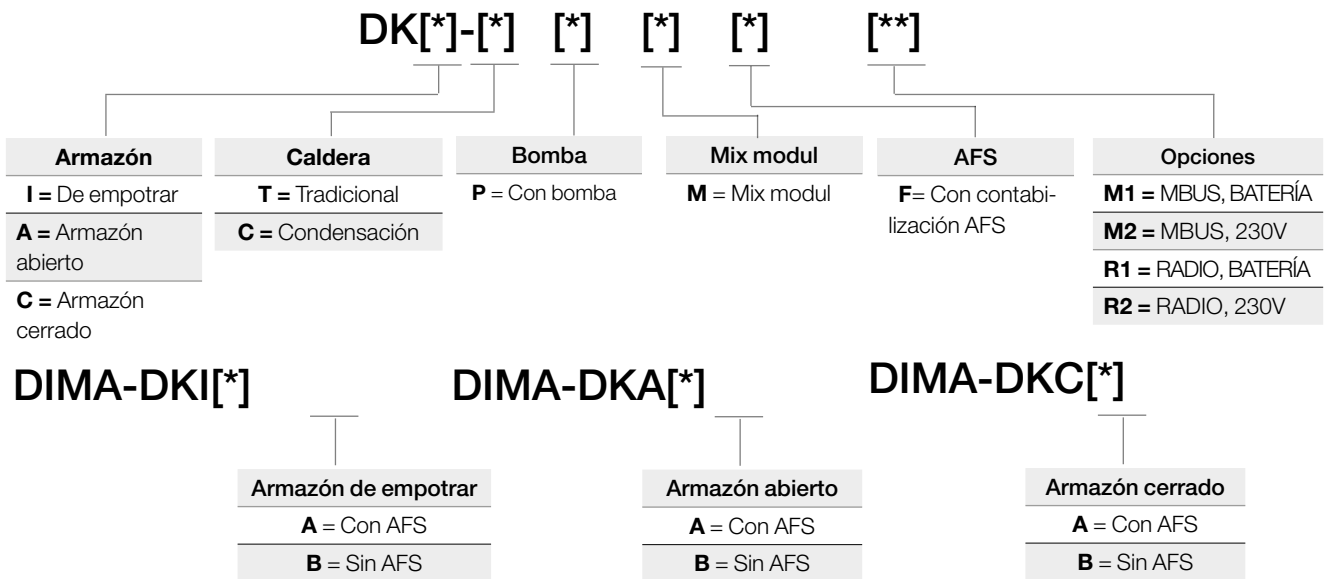 DK[*]-[*] [*] [*] [*] [**]
Armazón
I = De empotrar
A = Armazón
abierto
C = Armazón
cerrado
Caldera
T = Tradicional
C = Condensación
Bomba
P = Con bomba
Mix modul
M = Mix modul
AFS
F= Con contabi-
lización AFS
Opciones
M1 = MBUS, BATERÍA
M2 = MBUS, 230V
R1 = RADIO, BATERÍA
R2 = RADIO, 230V
DIMA-DKI[*]
Armazón de empotrar
A = Con AFS
B = Sin AFS
DIMA-DKA[*]
Armazón abierto
A = Con AFS
B = Sin AFS
DIMA-DKC[*]
Armazón cerrado
A = Con AFS
B = Sin AFS